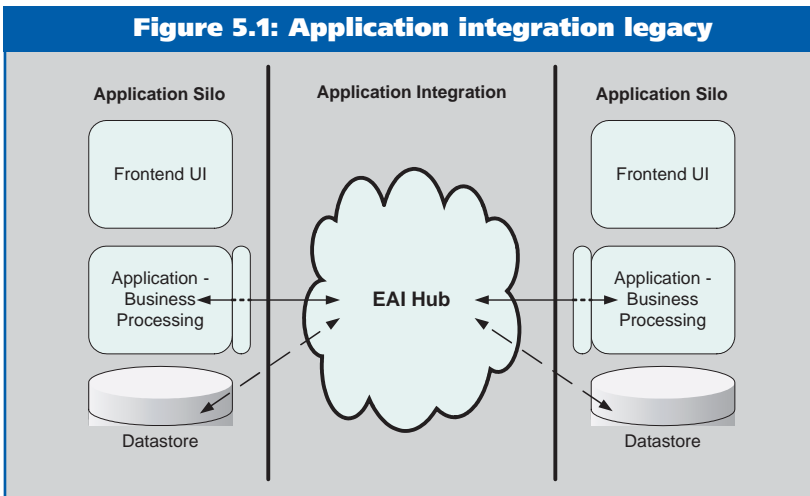 Figure 5.1: Application integration legacy
Application Silo
Application Integration
Application Silo
Frontend UI
Frontend UI
Application -
Business
Processing
EAI Hub
Application -
Business
Processing
Datastore
Datastore